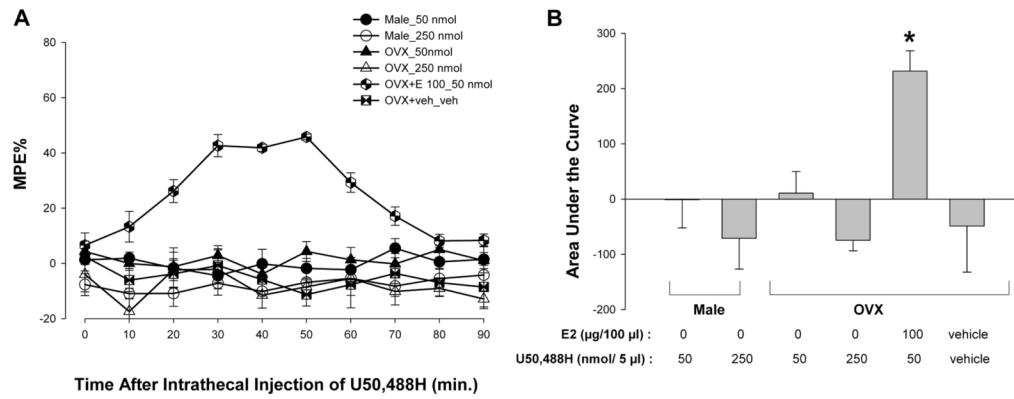 A
Male_50 nmol
Male_250 nmol
OVX_50nmol
OVX_250 nmol
OVX+E 100_50 nmol
OVX+veh_veh
MPE%
80
60
40
20
0
-20
0 10 20 30 40 50 60 70 80 90
Time After Intrathecal Injection of U50,488H (min.)
B
*
Area Under the Curve
300
200
100
0
-100
-200
Male OVX
E2 (µg/100 µl) : 0 0 0 0 100 vehicle
U50,488H (nmol/ 5 µl) : 50 250 50 250 50 vehicle